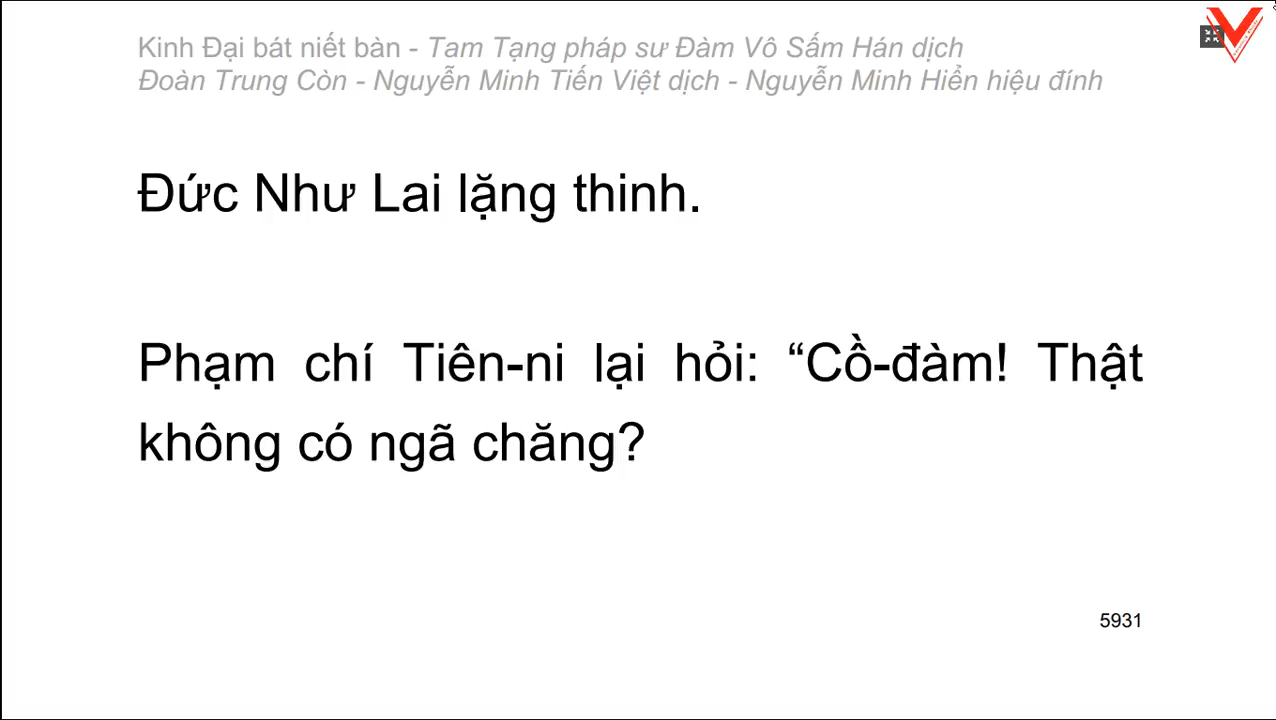 Kinh Đại bát niết bàn - Tam Tạng pháp sư Đàm Vô Sấm Hán dịch
Đoàn Trung Còn - Nguyễn Minh Tiến Việt dịch - Nguyễn Minh Hiển hiệu đính
Đức Như Lai lặng thinh.
Phạm chí Tiên-ni lại hỏi: “Cồ-đàm! Thật
không có ngã chăng?
5931